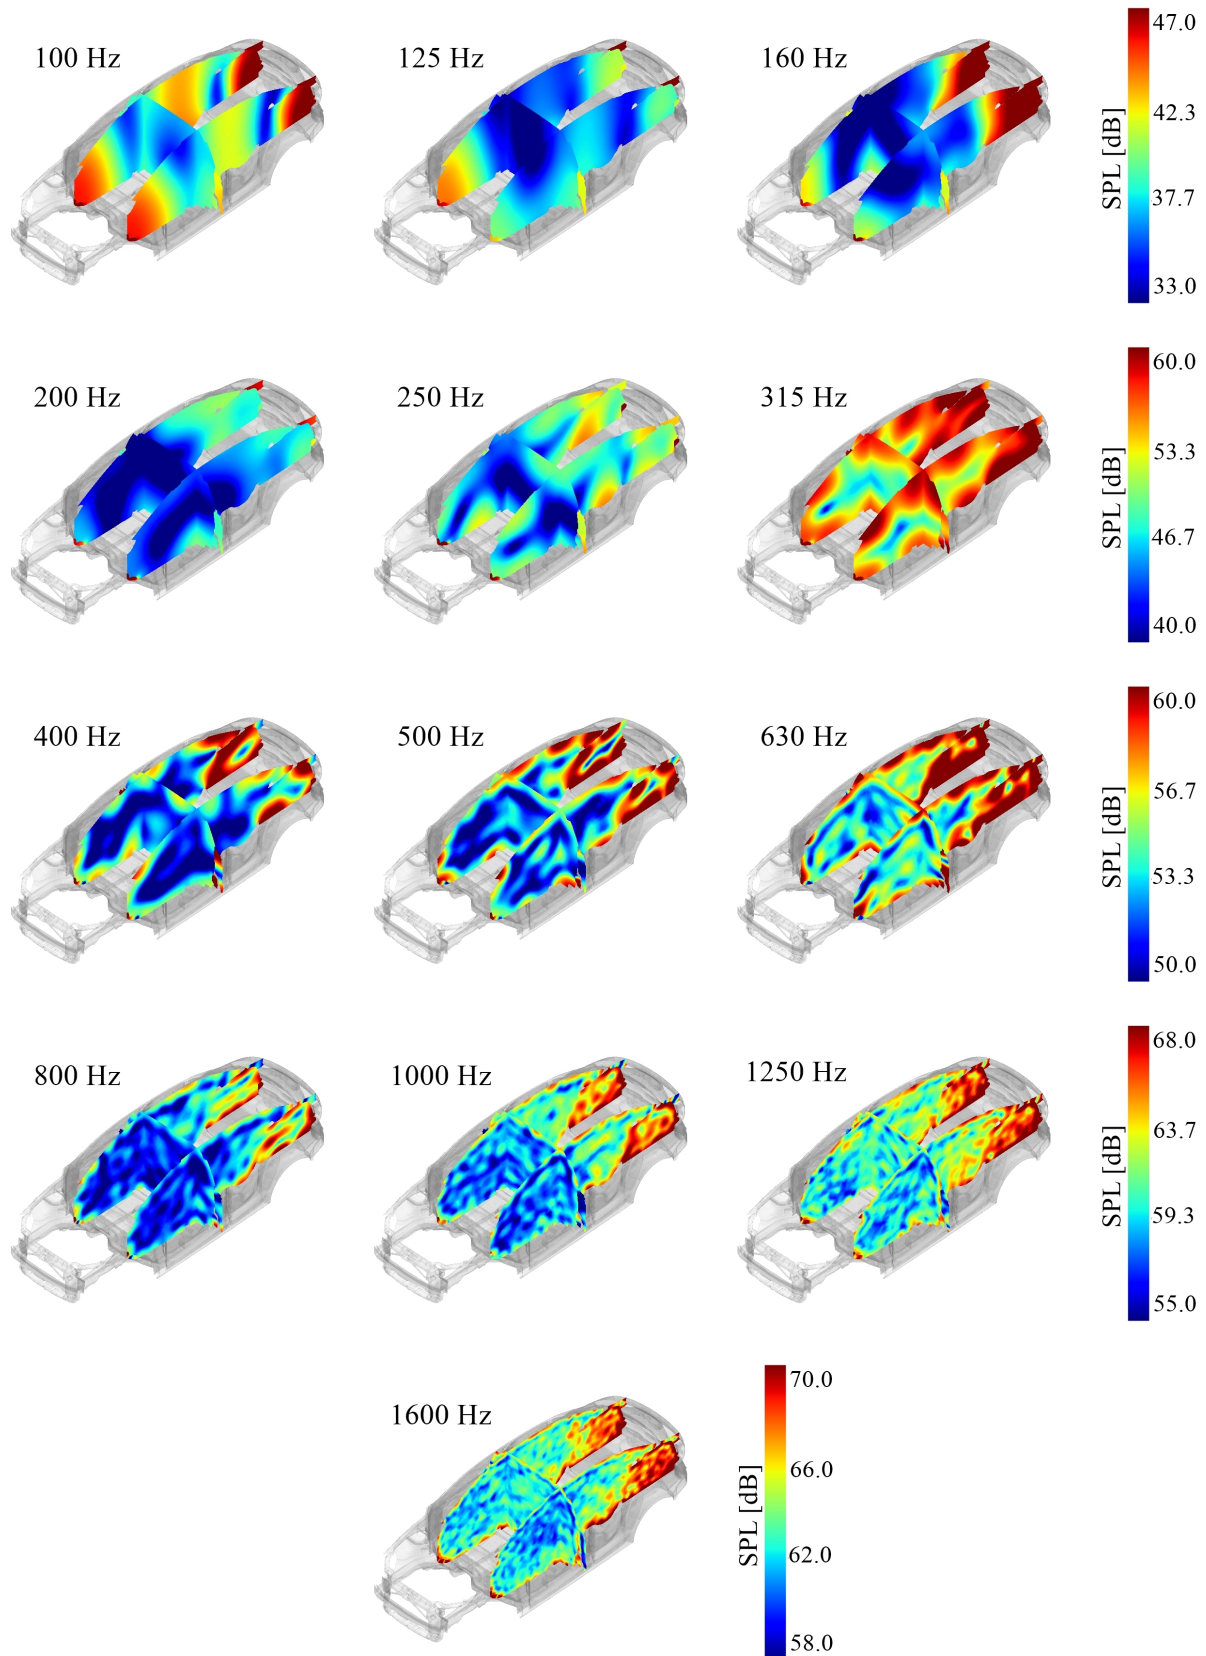 100 Hz
125 Hz
160 Hz
47.0
42.3
37.7
33.0
SPL [dB]
200 Hz
250 Hz
315 Hz
60.0
53.3
46.7
40.0
SPL [dB]
400 Hz
500 Hz
630 Hz
60.0
56.7
53.3
50.0
SPL [dB]
800 Hz
1000 Hz
1250 Hz
68.0
63.7
59.3
55.0
SPL [dB]
1600 Hz
70.0
66.0
62.0
58.0
SPL [dB]